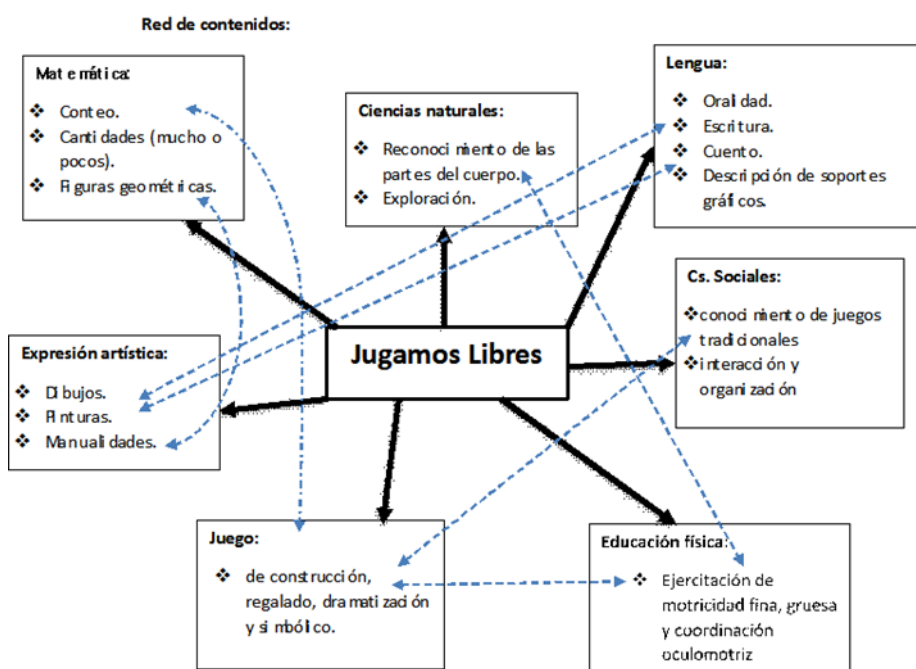 Red de contenidos:
Matemática:
❖ Conteo.
❖ Cantidades (mucho o
pocos).
❖ Figuras geométricas.
Ciencias naturales:
❖ Reconocimiento de las
partes del cuerpo.
❖ Exploración.
Lengua:
❖ Oralidad.
❖ Escritura.
❖ Cuento.
❖ Descripción de soportes
gráficos.
Cs. Sociales:
❖conocimiento de juegos
tradicionales
❖interacción y
organización
Jugamos Libres
Expresión artística:
❖ Dibujos.
❖ Pinturas.
❖ Manualidades.
Juego:
❖ de construcción,
regalado, dramatización
y simbólico.
Educación física:
❖ Ejercitación de
motricidad fina, gruesa
y coordinación
oculomotriz